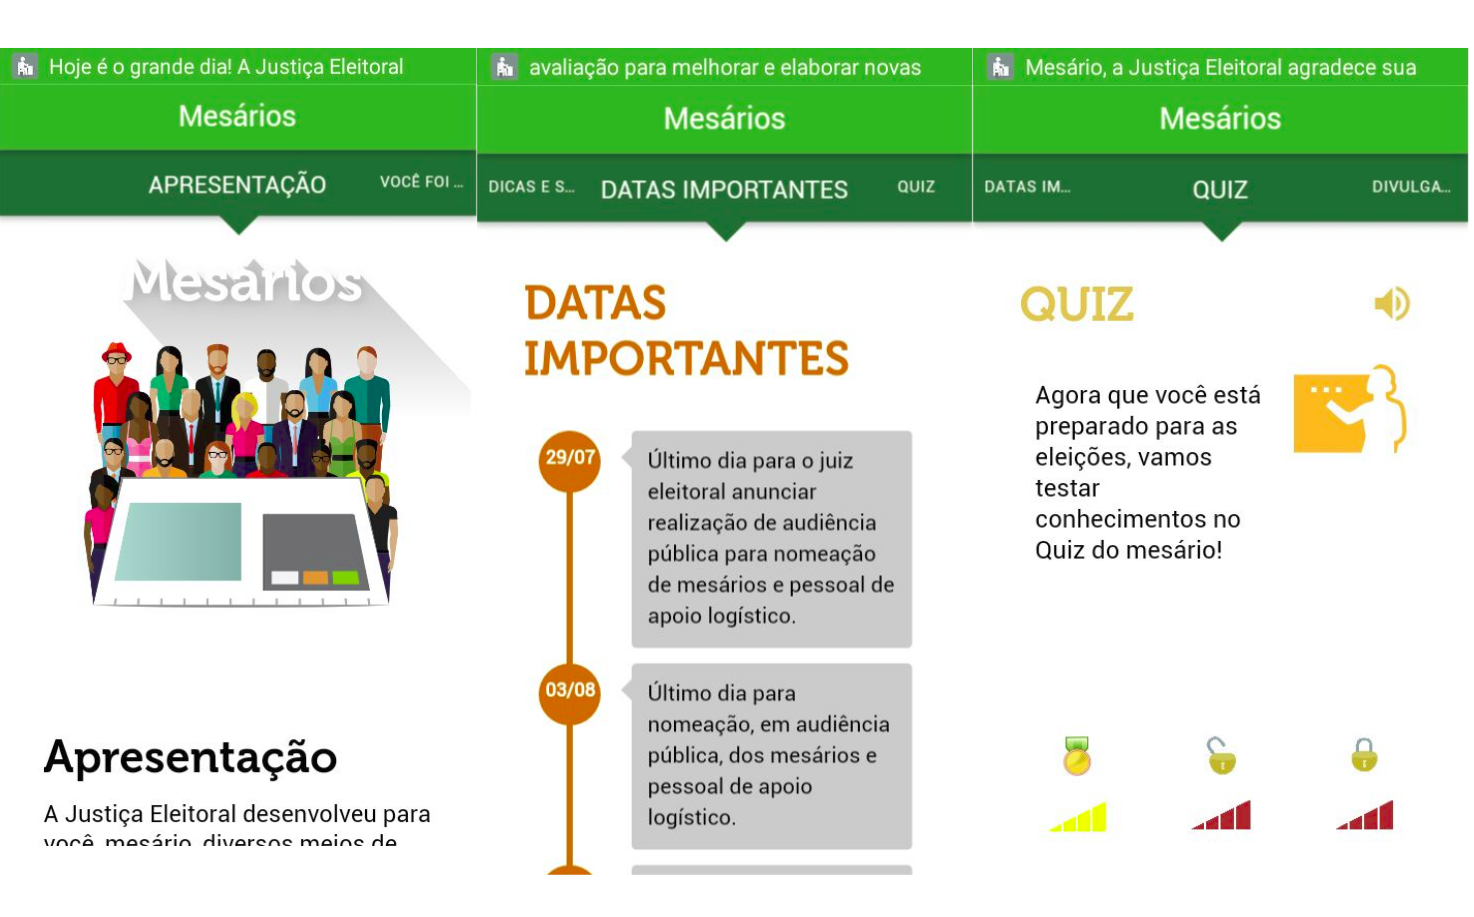 Hoje é o grande dia! A Justiça Eleitoral
Mesários
APRESENTAÇÃO
VOCÊ FOI ...
Mesários
Apresentação
A Justiça Eleitoral desenvolveu para
você, mesário, diversos meios de
avaliação para melhorar e elaborar novas
Mesários
DICAS E S...
DATAS IMPORTANTES
QUIZ
DATAS
IMPORTANTES
29/07
Último dia para o juiz
eleitoral anunciar
realização de audiência
pública para nomeação
de mesários e pessoal de
apoio logístico.
03/08
Último dia para
nomeação, em audiência
pública, dos mesários e
pessoal de apoio
logístico.
Mesário, a Justiça Eleitoral agradece sua
Mesários
DATAS IM...
QUIZ
DIVULGA...
QUIZ
Agora que você está
preparado para as
eleições, vamos
testar
conhecimentos no
Quiz do mesário!